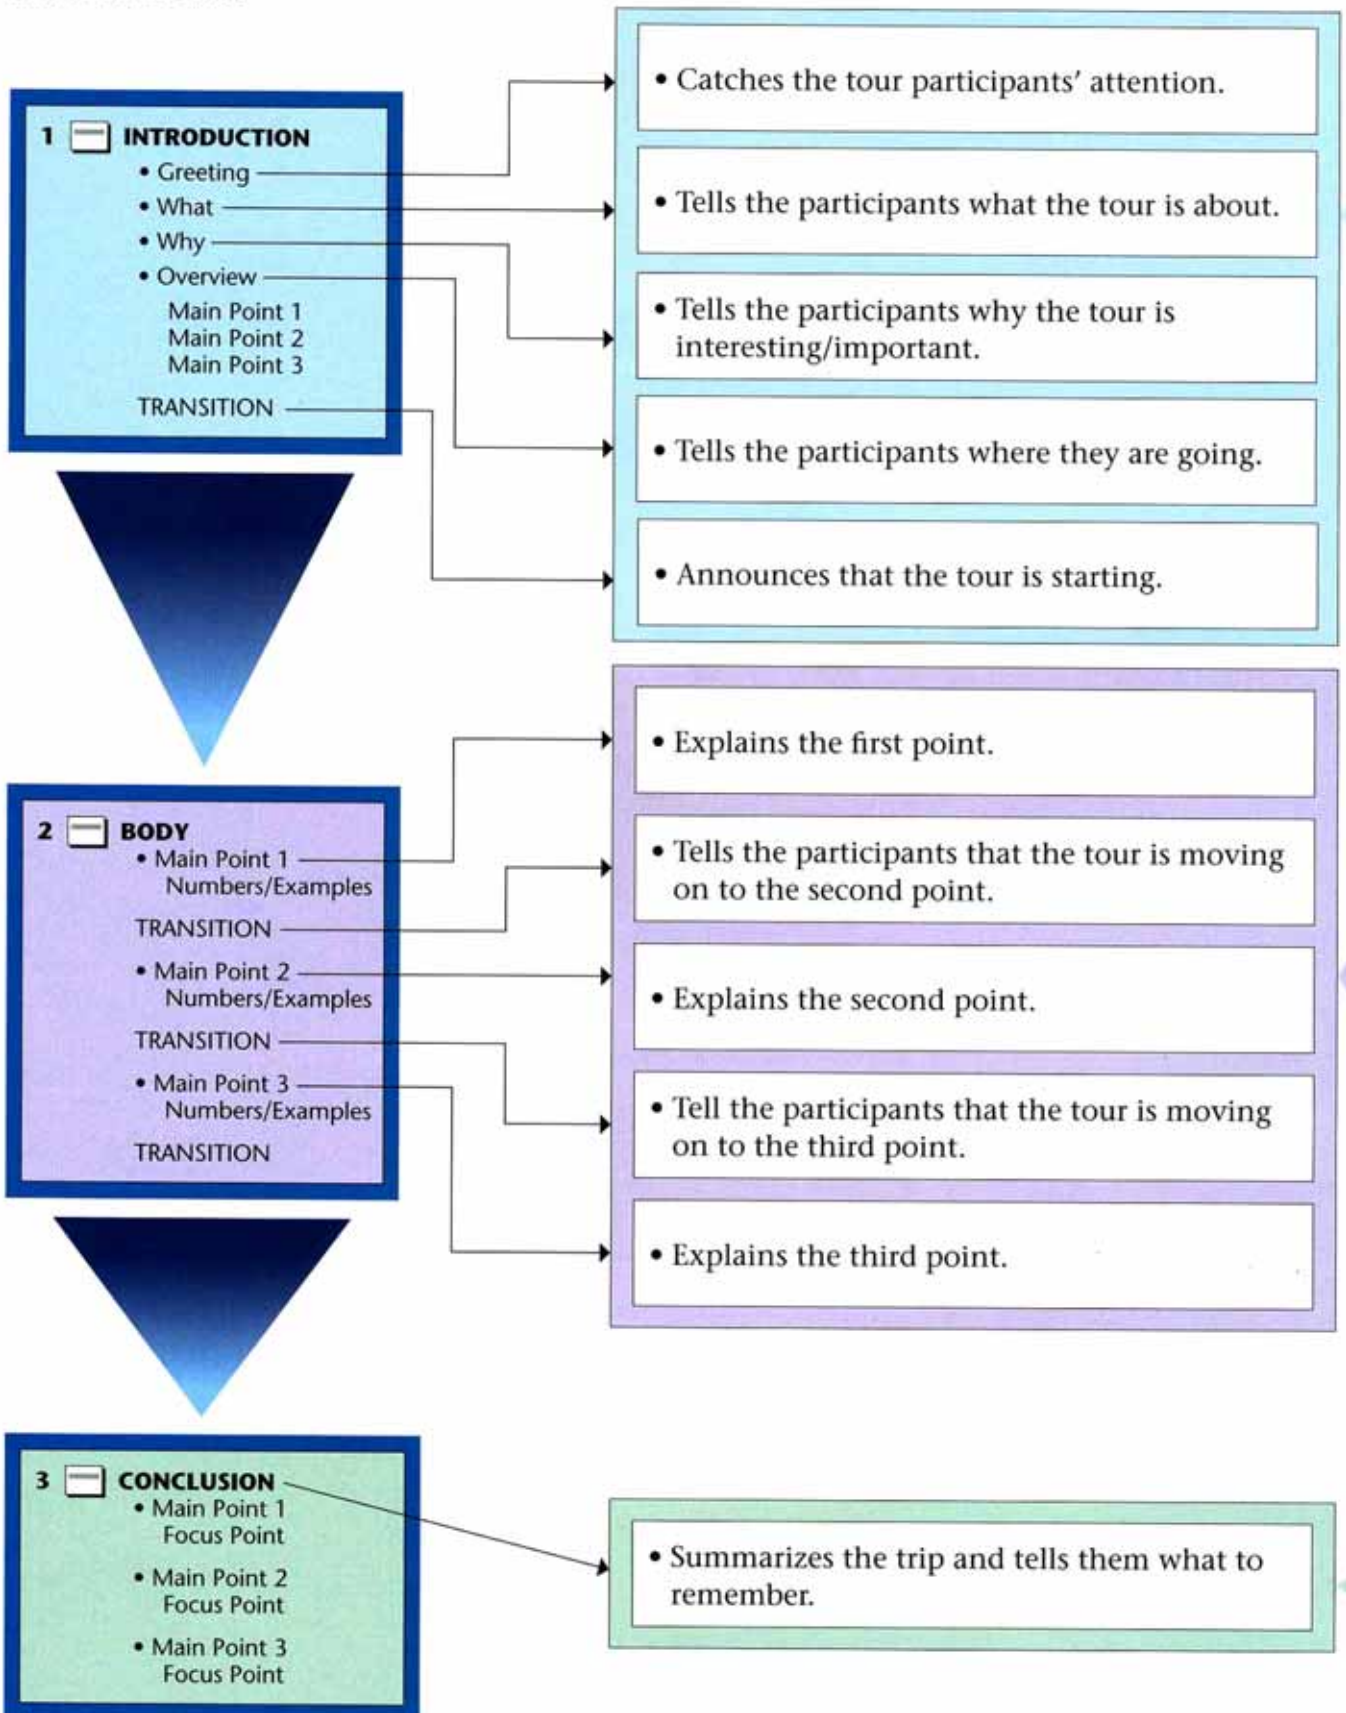 1 INTRODUCTION
• Greeting
• What
• Why
• Overview
Main Point 1
Main Point 2
Main Point 3
TRANSITION
• Catches the tour participants' attention.
• Tells the participants what the tour is about.
• Tells the participants why the tour is
interesting/important.
• Tells the participants where they are going.
• Announces that the tour is starting.
2 BODY
• Main Point 1
Numbers/Examples
TRANSITION
• Main Point 2
Numbers/Examples
TRANSITION
• Main Point 3
Numbers/Examples
TRANSITION
• Explains the first point.
• Tells the participants that the tour is moving
on to the second point.
• Explains the second point.
• Tell the participants that the tour is moving
on to the third point.
• Explains the third point.
3 CONCLUSION
• Main Point 1
Focus Point
• Main Point 2
Focus Point
• Main Point 3
Focus Point
• Summarizes the trip and tells them what to
remember.